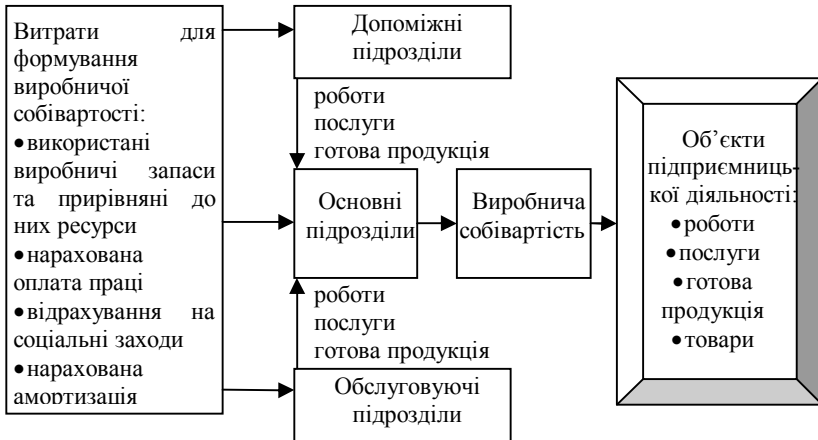 Витрати для
формування
виробничої
собівартості:
•використані
виробничі запаси
та прирівняні до
них ресурси
•нарахована
оплата праці
•відрахування на
соціальні заходи
•нарахована
амортизація
Допоміжні
підрозділи
роботи
послуги
готова продукція
Основні
підрозділи
Виробнича
собівартість
роботи
послуги
готова продукція
Обслуговуючі
підрозділи
Об’єкти
підприємниць-
кої діяльності:
•роботи
•послуги
•готова
продукція
•товари